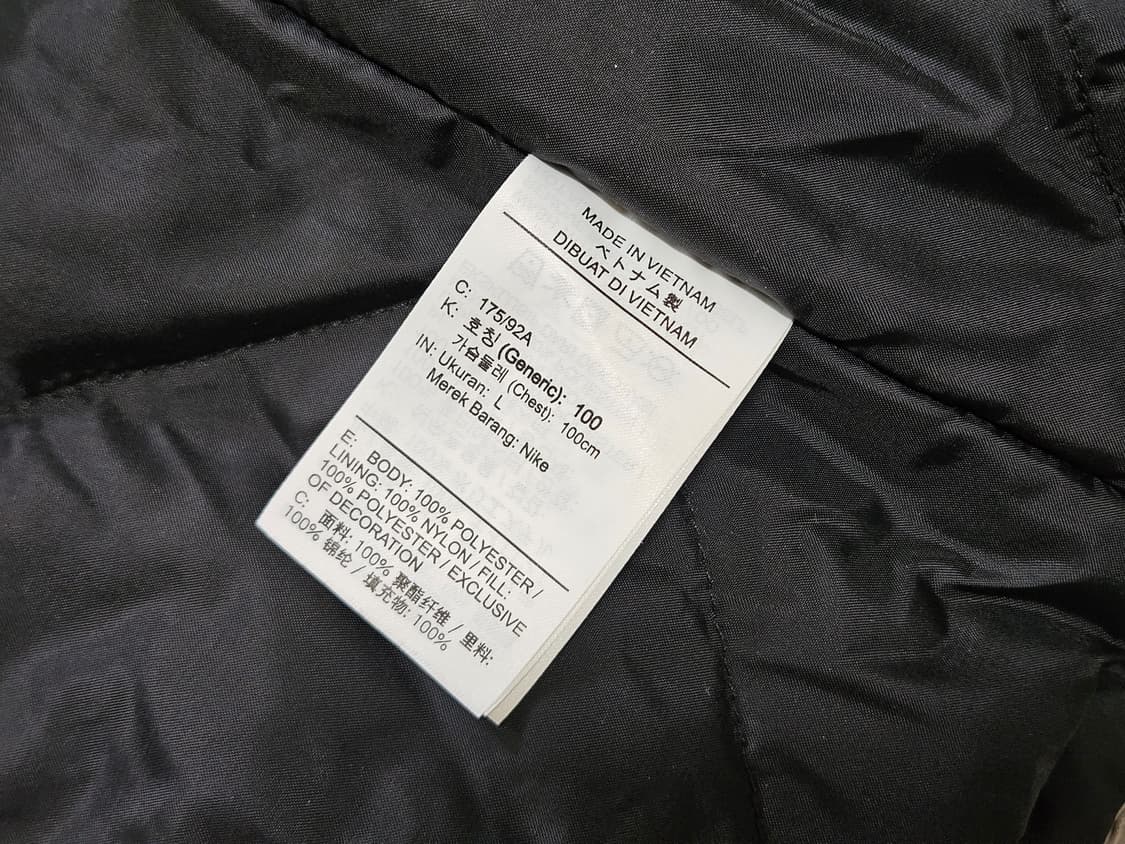 MADE IN VIETNAM
ベトナム製
DIBUAT DI VIETNAM
C: 175/92A
K: 호칭 (Generic): 100
가슴둘레 (Chest): 100cm
IN: Ukuran: L
Merek Barang: Nike
E: BODY: 100% POLYESTER /
LINING: 100% NYLON / FILL:
100% POLYESTER / EXCLUSIVE
OF DECORATION
C: 面料: 100% 聚酯纤维 / 里料:
100% 锦纶 / 填充物: 100%